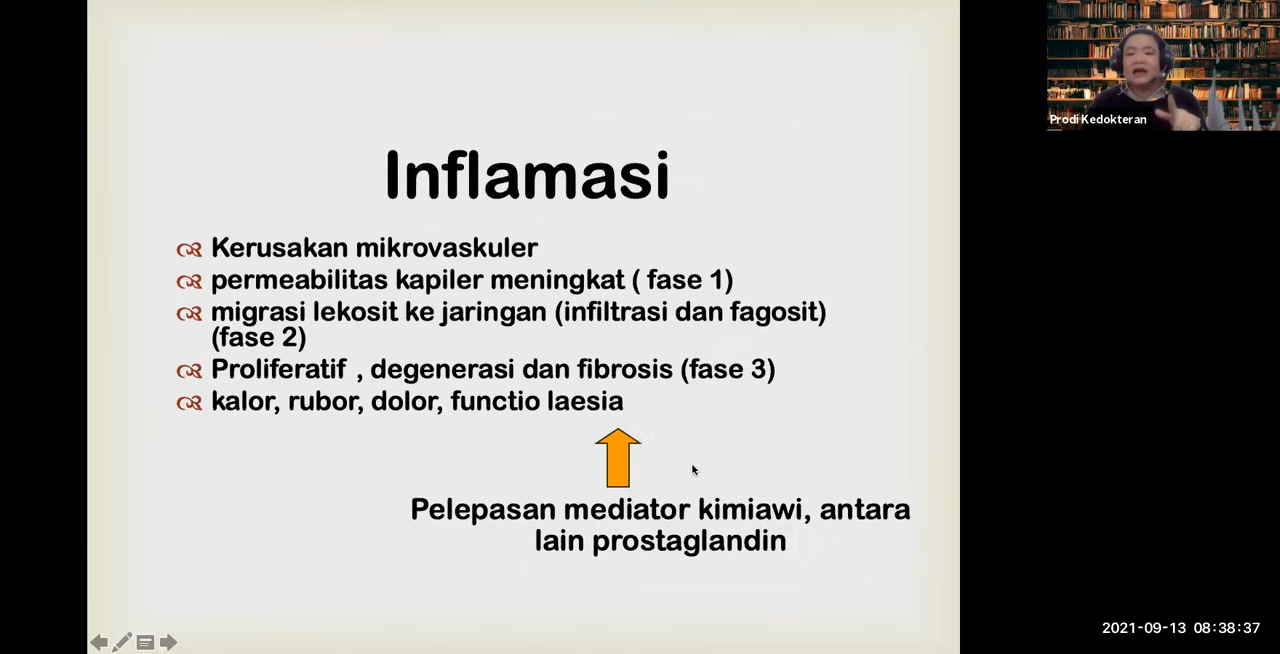 Inflamasi
Kerusakan mikrovaskuler
permeabilitas kapiler meningkat ( fase 1)
migrasi lekosit ke jaringan (infiltrasi dan fagosit)
(fase 2)
Proliferatif , degenerasi dan fibrosis (fase 3)
kalor, rubor, dolor, functio laesia
Pelepasan mediator kimiawi, antara
lain prostaglandin
Prodi Kedokteran
2021-09-13 08:38:37